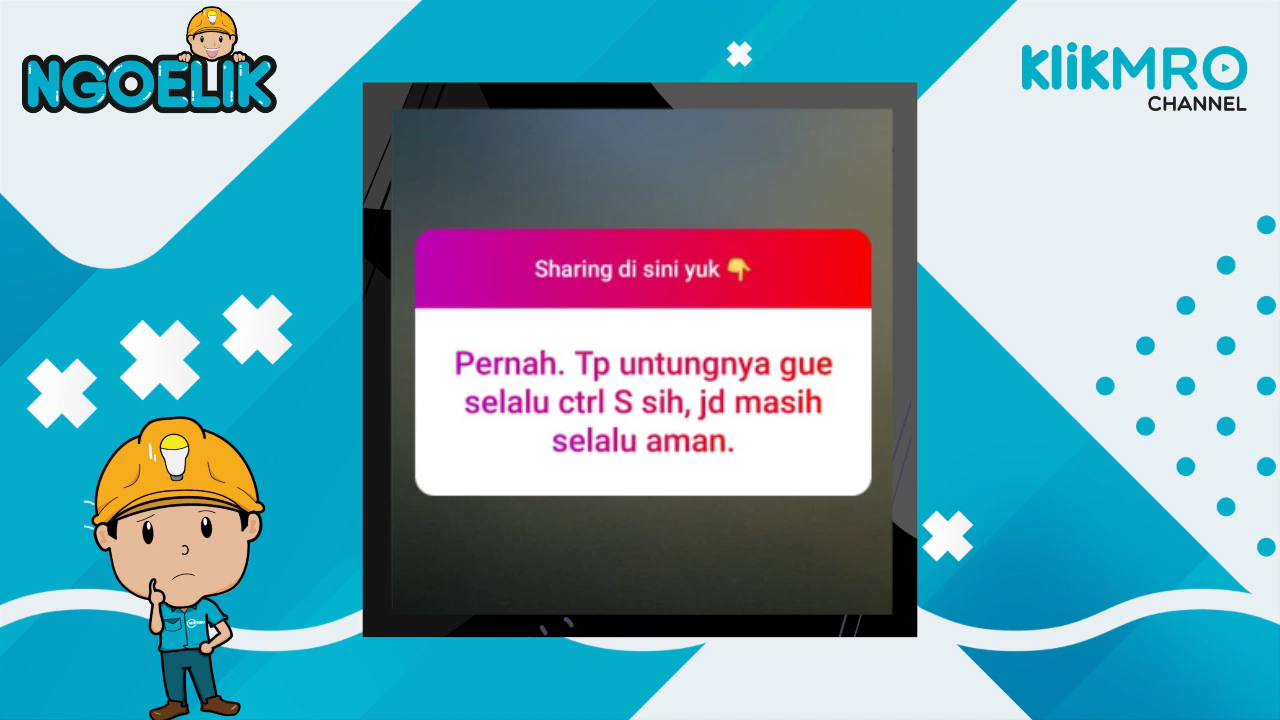 NGOELIK
KlikMRO
CHANNEL
Sharing di sini yuk 👇
Pernah. Tp untungnya gue
selalu ctrl S sih, jd masih
selalu aman.